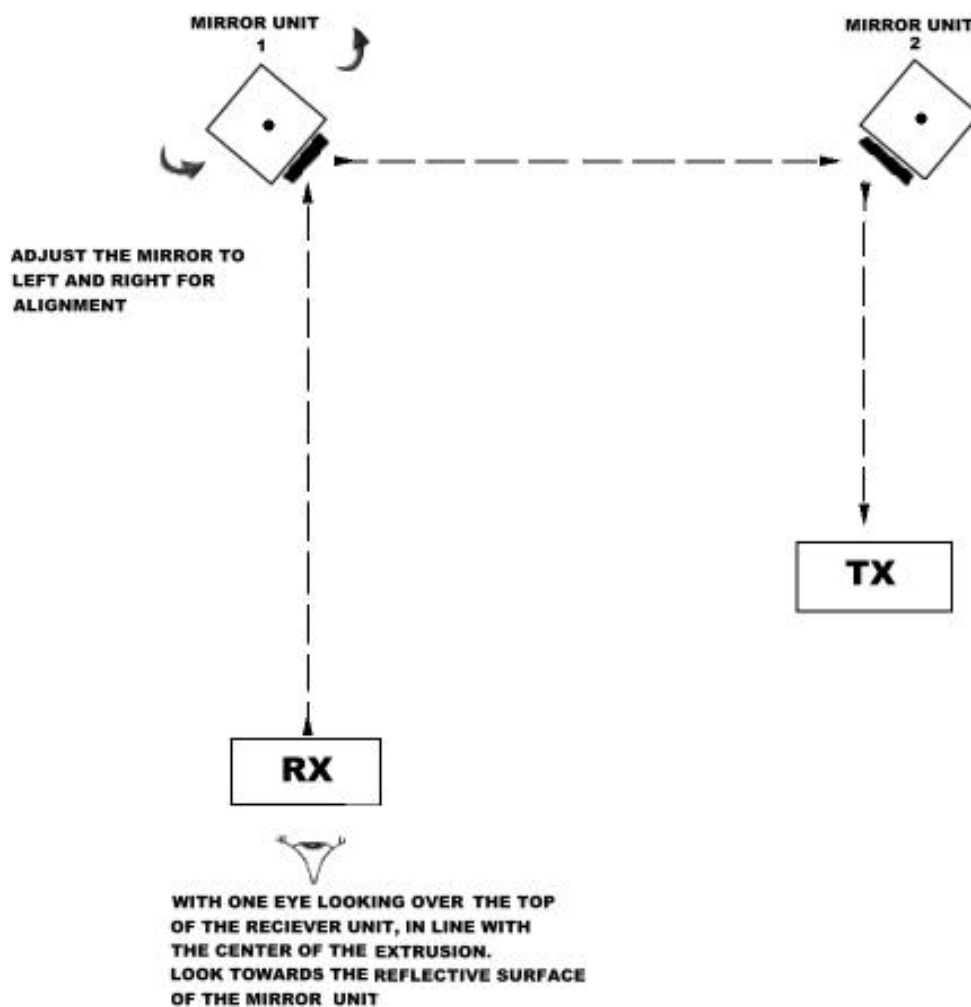 MIRROR UNIT
1
MIRROR UNIT
2
ADJUST THE MIRROR TO
LEFT AND RIGHT FOR
ALIGNMENT
TX
RX
WITH ONE EYE LOOKING OVER THE TOP
OF THE RECIEVER UNIT, IN LINE WITH
THE CENTER OF THE EXTRUSION.
LOOK TOWARDS THE REFLECTIVE SURFACE
OF THE MIRROR UNIT